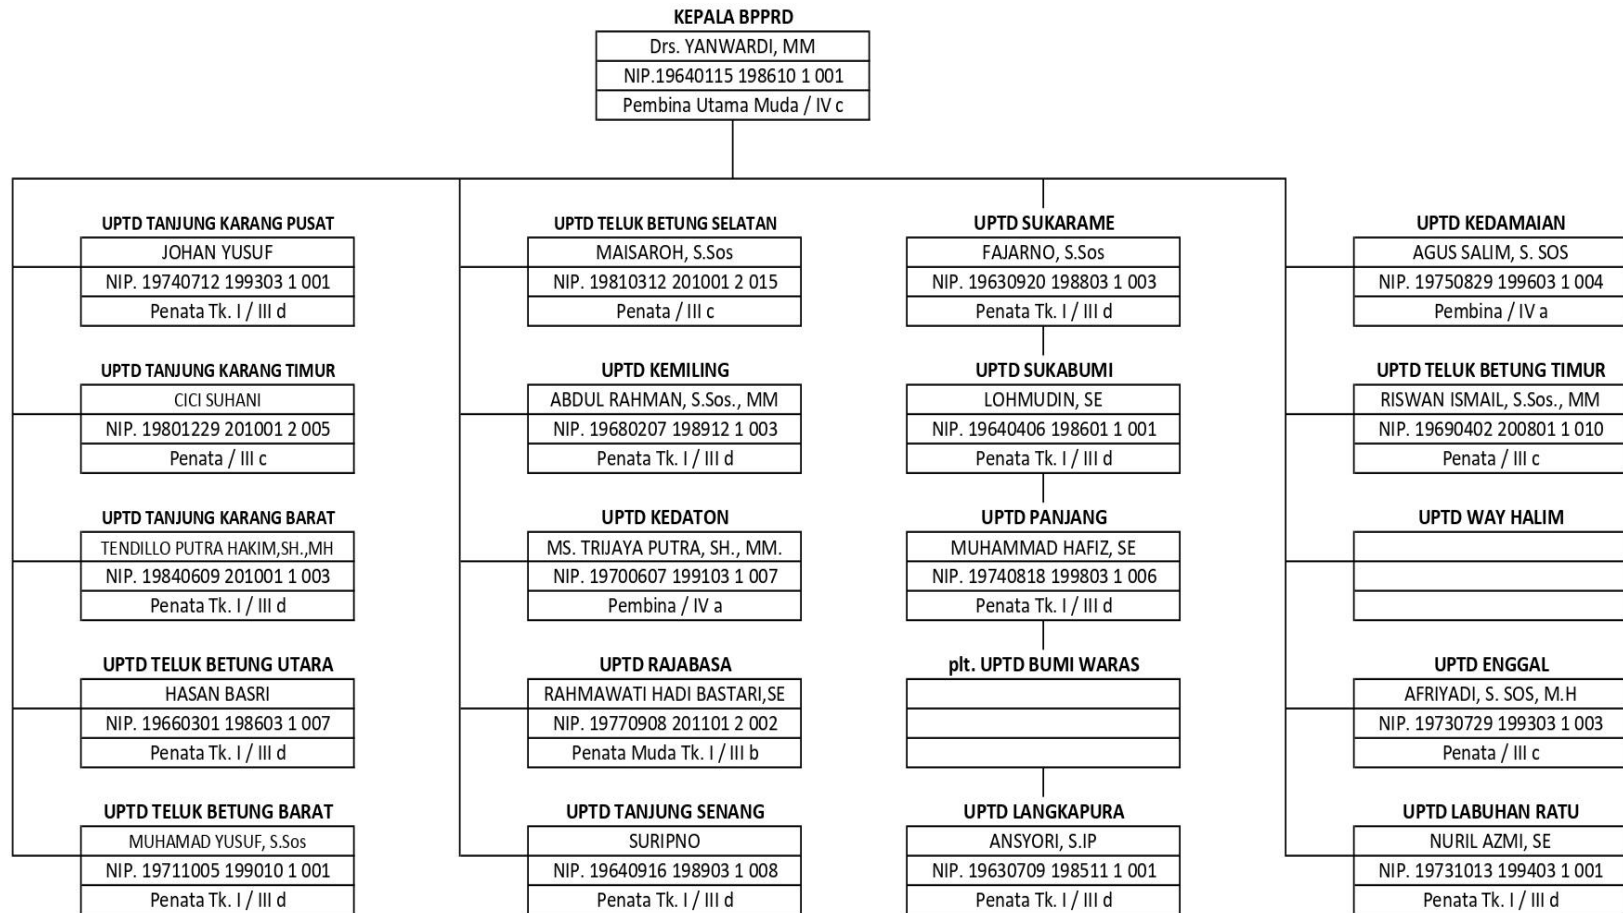 KEPALA BPPRD
Drs. YANWARDI, MM
NIP.19640115 198610 1 001
Pembina Utama Muda / IV c
UPTD TANJUNG KARANG PUSAT
JOHAN YUSUF
NIP. 19740712 199303 1 001
Penata Tk. I / III d
UPTD TANJUNG KARANG TIMUR
CICI SUHANI
NIP. 19801229 201001 2 005
Penata / III c
UPTD TANJUNG KARANG BARAT
TENDILLO PUTRA HAKIM,SH.,MH
NIP. 19840609 201001 1 003
Penata Tk. I / III d
UPTD TELUK BETUNG UTARA
HASAN BASRI
NIP. 19660301 198603 1 007
Penata Tk. I / III d
UPTD TELUK BETUNG BARAT
MUHAMAD YUSUF, S.Sos
NIP. 19711005 199010 1 001
Penata Tk. I / III d
UPTD TELUK BETUNG SELATAN
MAISAROH, S.Sos
NIP. 19810312 201001 2 015
Penata / III c
UPTD KEMILING
ABDUL RAHMAN, S.Sos., MM
NIP. 19680207 198912 1 003
Penata Tk. I / III d
UPTD KEDATON
MS. TRIJAYA PUTRA, SH., MM.
NIP. 19700607 199103 1 007
Pembina / IV a
UPTD RAJABASA
RAHMAWATI HADI BASTARI,SE
NIP. 19770908 201101 2 002
Penata Muda Tk. I / III b
UPTD TANJUNG SENANG
SURIPNO
NIP. 19640916 198903 1 008
Penata Tk. I / III d
UPTD SUKARAME
FAJARNO, S.Sos
NIP. 19630920 198803 1 003
Penata Tk. I / III d
UPTD SUKABUMI
LOHMUDIN, SE
NIP. 19640406 198601 1 001
Penata Tk. I / III d
UPTD PANJANG
MUHAMMAD HAFIZ, SE
NIP. 19740818 199803 1 006
Penata Tk. I / III d
plt. UPTD BUMI WARAS
UPTD LANGKAPURA
ANSYORI, S.IP
NIP. 19630709 198511 1 001
Penata Tk. I / III d
UPTD KEDAMAIAN
AGUS SALIM, S. SOS
NIP. 19750829 199603 1 004
Pembina / IV a
UPTD TELUK BETUNG TIMUR
RISWAN ISMAIL, S.Sos., MM
NIP. 19690402 200801 1 010
Penata / III c
UPTD WAY HALIM
UPTD ENGGAL
AFRIYADI, S. SOS, M.H
NIP. 19730729 199303 1 003
Penata / III c
UPTD LABUHAN RATU
NURIL AZMI, SE
NIP. 19731013 199403 1 001
Penata Tk. I / III d